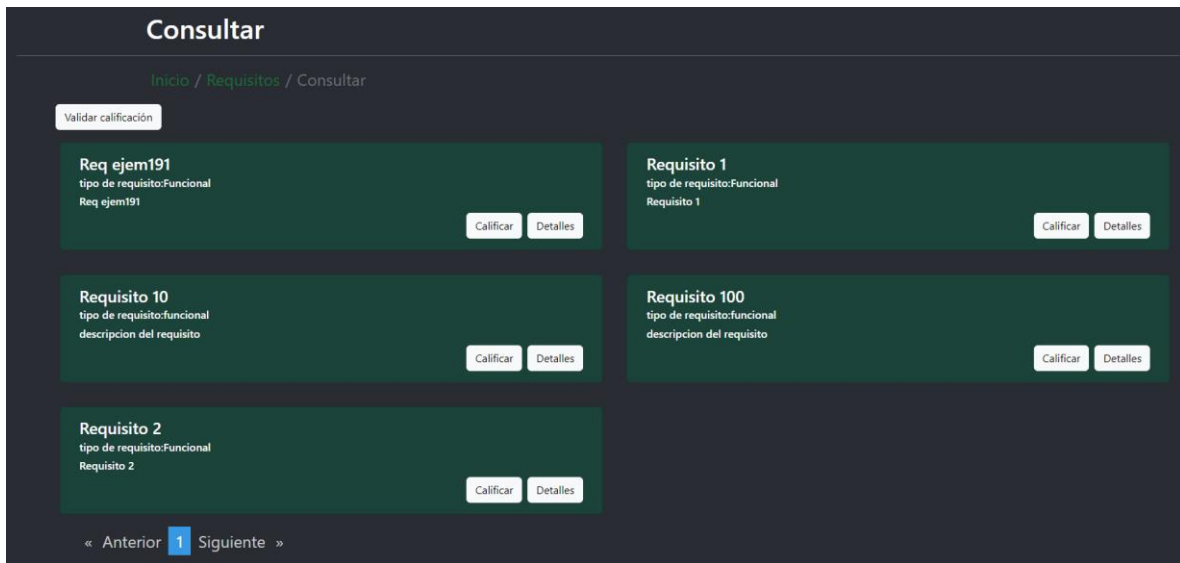 Consultar
Inicio / Requisitos / Consultar
Validar calificación
Req ejem191
tipo de requisito:Funcional
Req ejem191
Calificar Detalles
Requisito 1
tipo de requisito:Funcional
Requisito 1
Calificar Detalles
Requisito 10
tipo de requisito:funcional
descripcion del requisito
Calificar Detalles
Requisito 100
tipo de requisito:funcional
descripcion del requisito
Calificar Detalles
Requisito 2
tipo de requisito:Funcional
Requisito 2
Calificar Detalles
« Anterior 1 Siguiente »